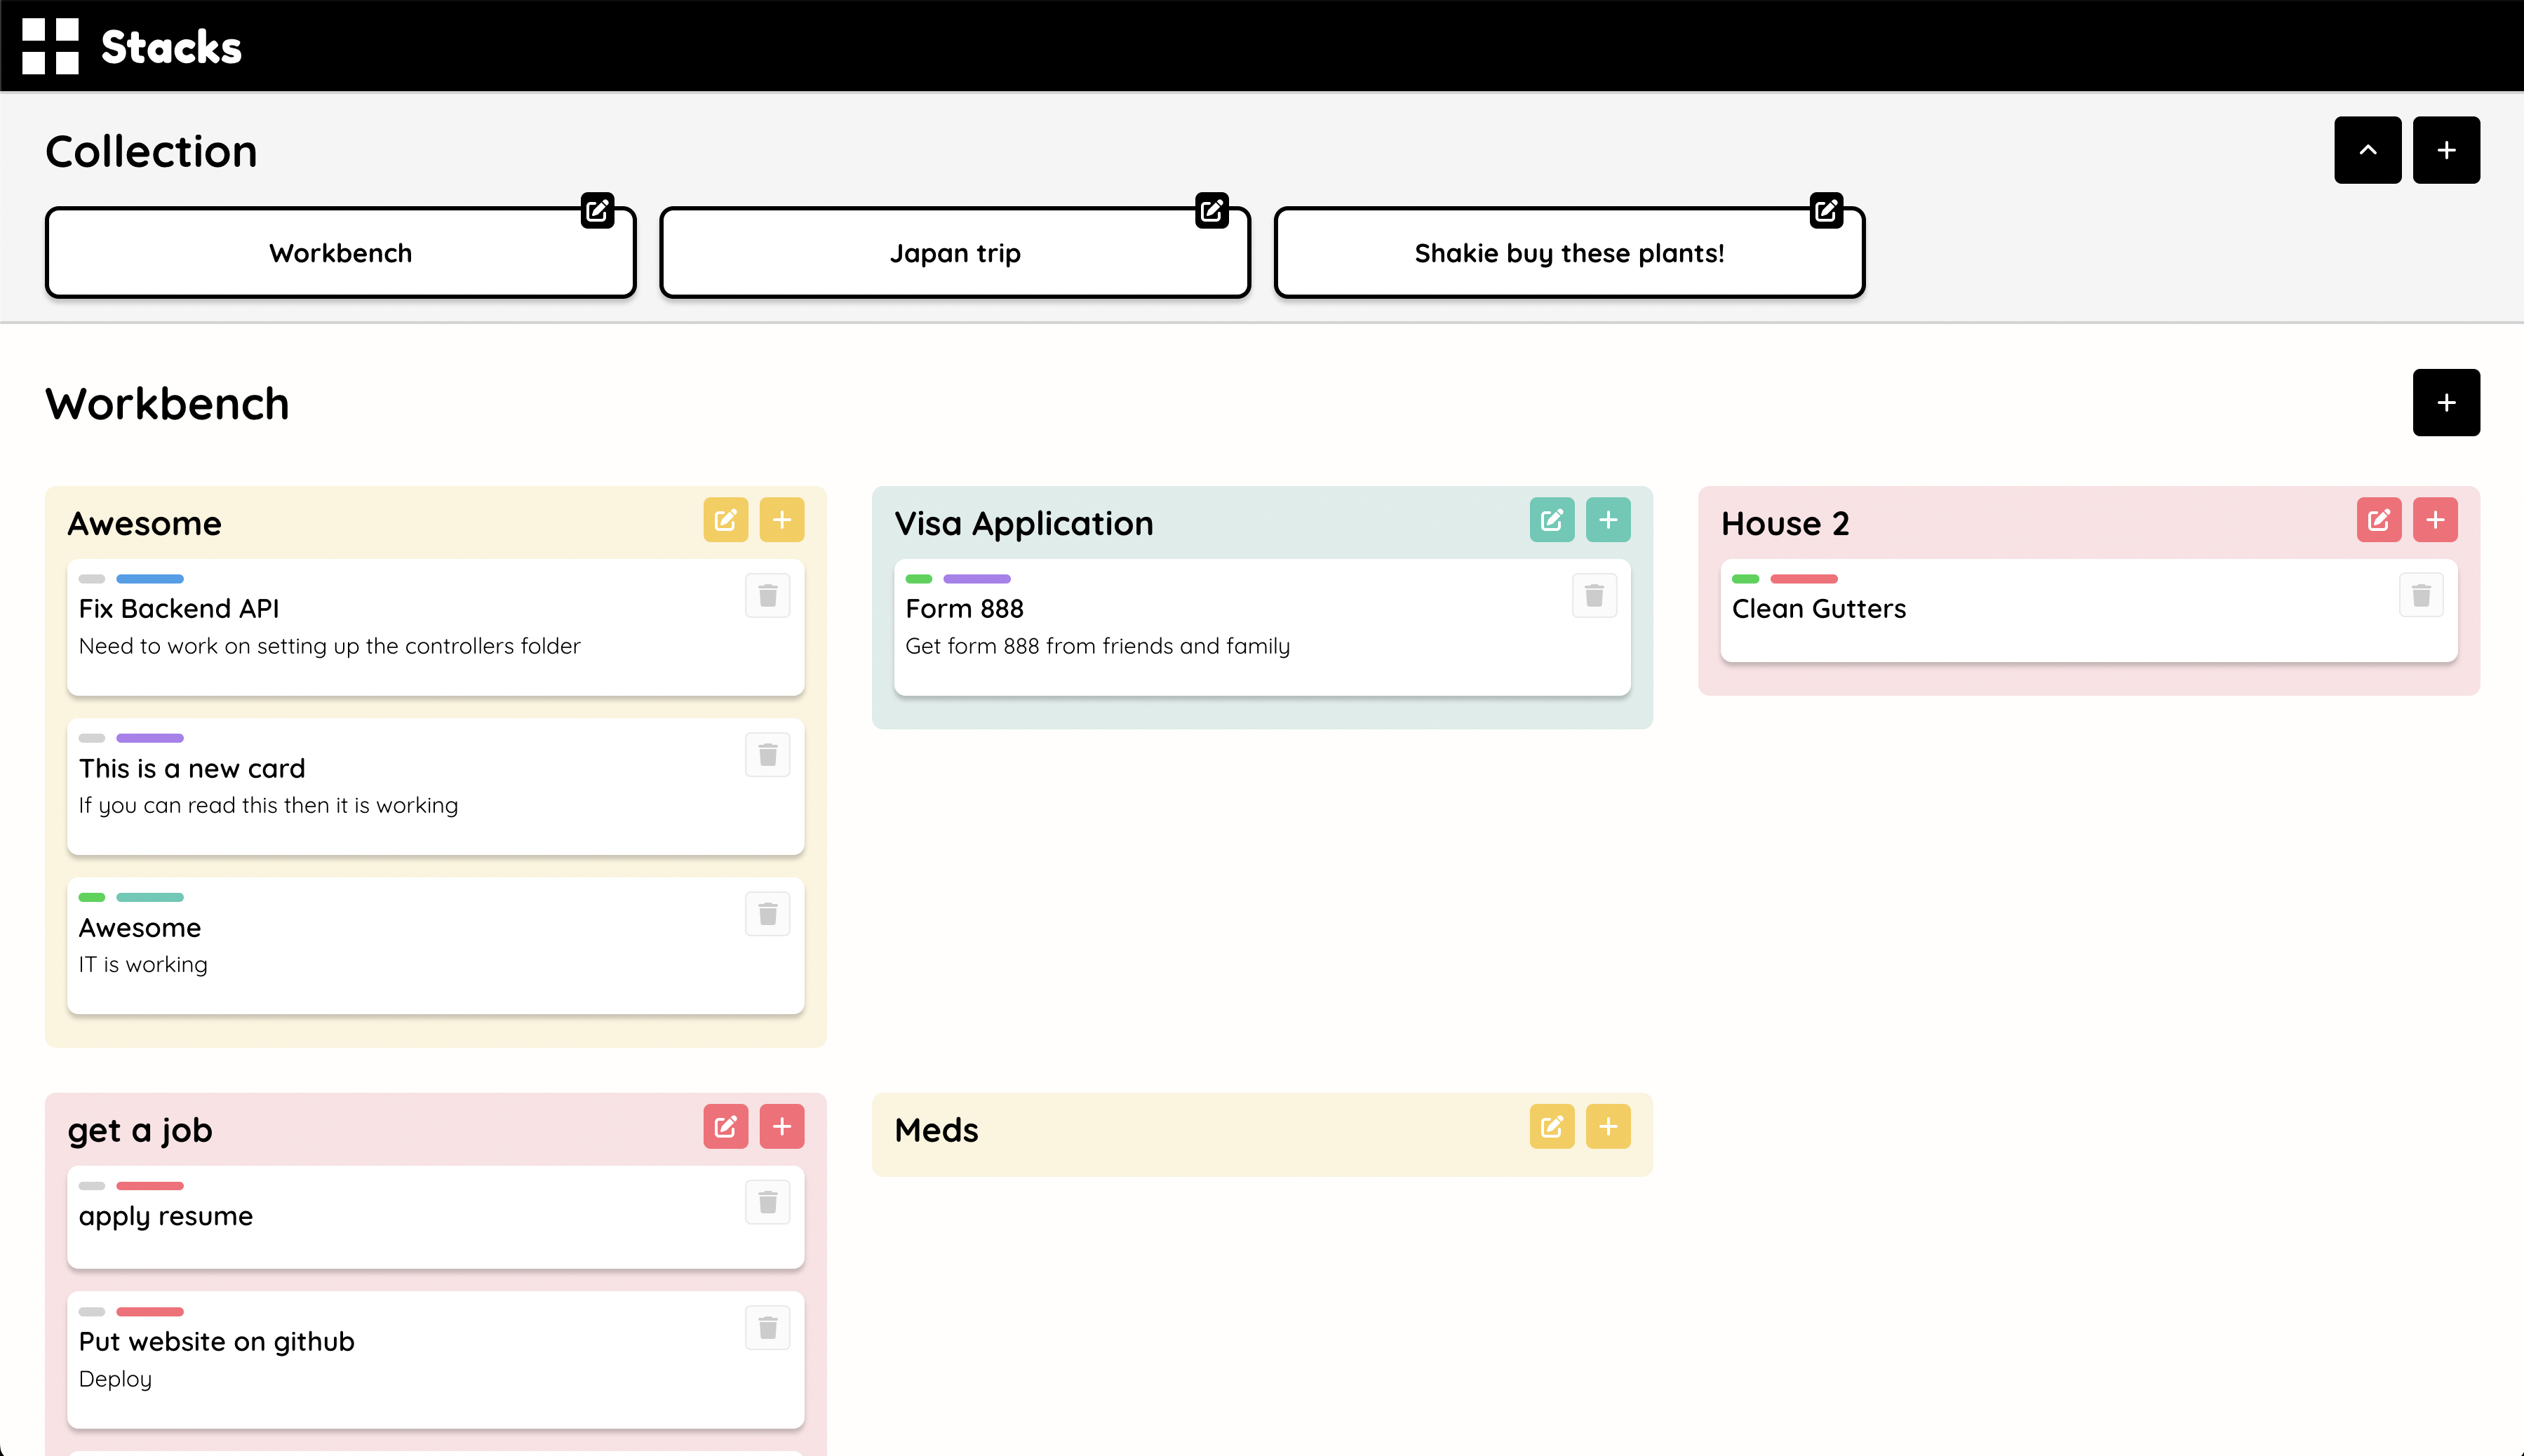 Stacks
Collection
Workbench
Japan trip
Shakie buy these plants!
Workbench
Awesome
Fix Backend API
Need to work on setting up the controllers folder
This is a new card
If you can read this then it is working
Awesome
IT is working
Visa Application
Form 888
Get form 888 from friends and family
House 2
Clean Gutters
get a job
apply resume
Put website on github
Deploy
Meds